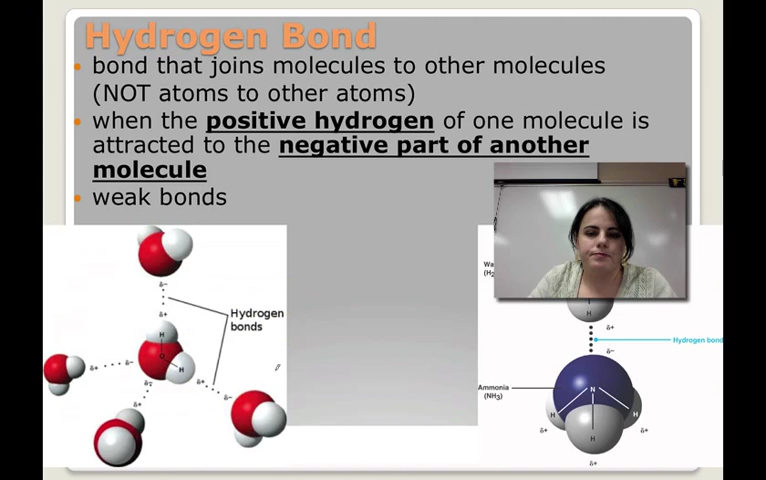 Hydrogen Bond
bond that joins molecules to other molecules
(NOT atoms to other atoms)
when the positive hydrogen of one molecule is
attracted to the negative part of another
molecule
weak bonds
δ−
δ+
H
O
H
Hydrogen
bonds
δ+
δ−
δ+
δ−
δ+
(H₂
δ+
Hydrogen bond
δ−
Ammonia
(NH₃)
N
H
H
H
δ+
δ+
δ+